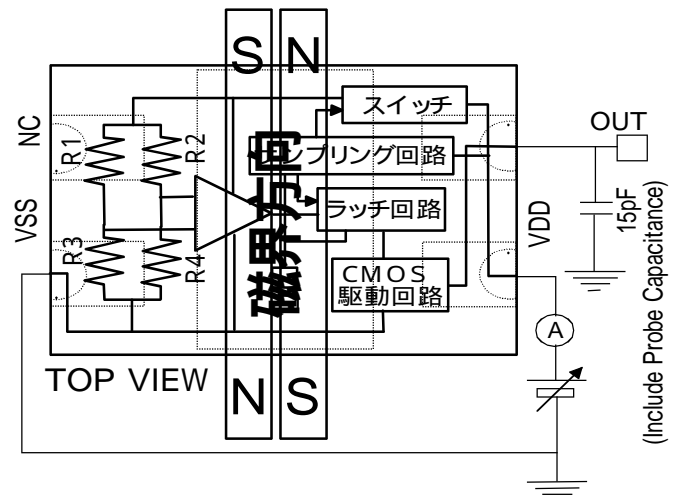 S N
スイッチ
OUT
NC
R1
R2
サンプリング回路
磁界方向
ラッチ回路
VSS
VDD
15pF
(Include Probe Capacitance)
R3
R4
CMOS
駆動回路
A
TOP VIEW
N S